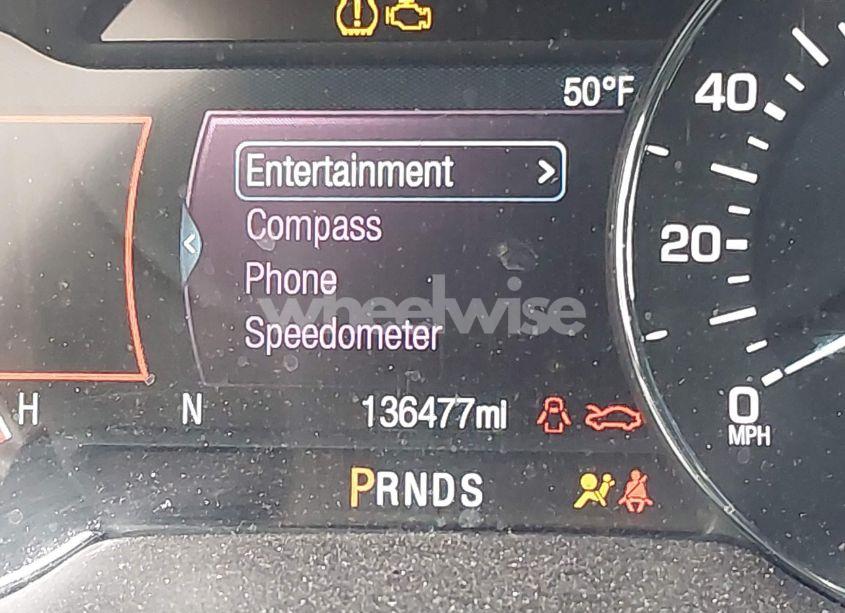 50°F
40
Entertainment >
Compass
20
Phone
wheelwise
Speedometer
H N 136477mi 0
MPH
PRNDS